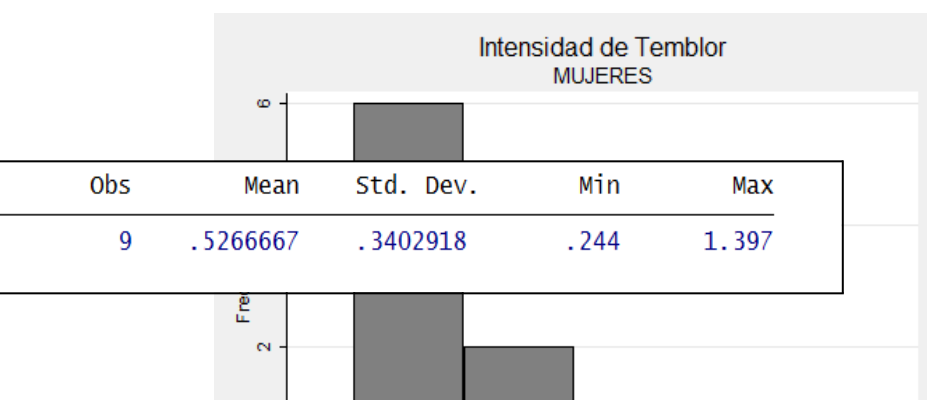 Intensidad de Temblor
MUJERES
6
Obs Mean Std. Dev. Min Max
9 .5266667 .3402918 .244 1.397
2